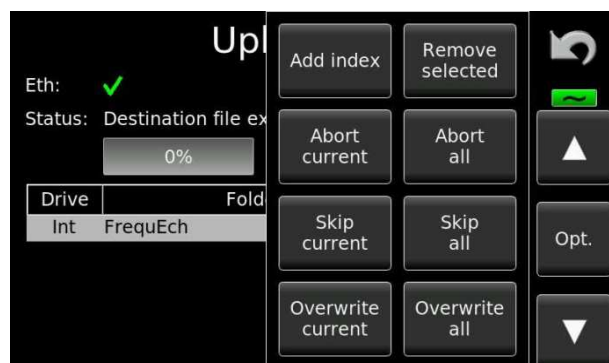 Upl
Eth:
Status: Destination file ex
0%
Drive Fold
Int FrequEch
Add index
Remove
selected
Abort
current
Abort
all
Skip
current
Skip
all
Overwrite
current
Overwrite
all
Opt.